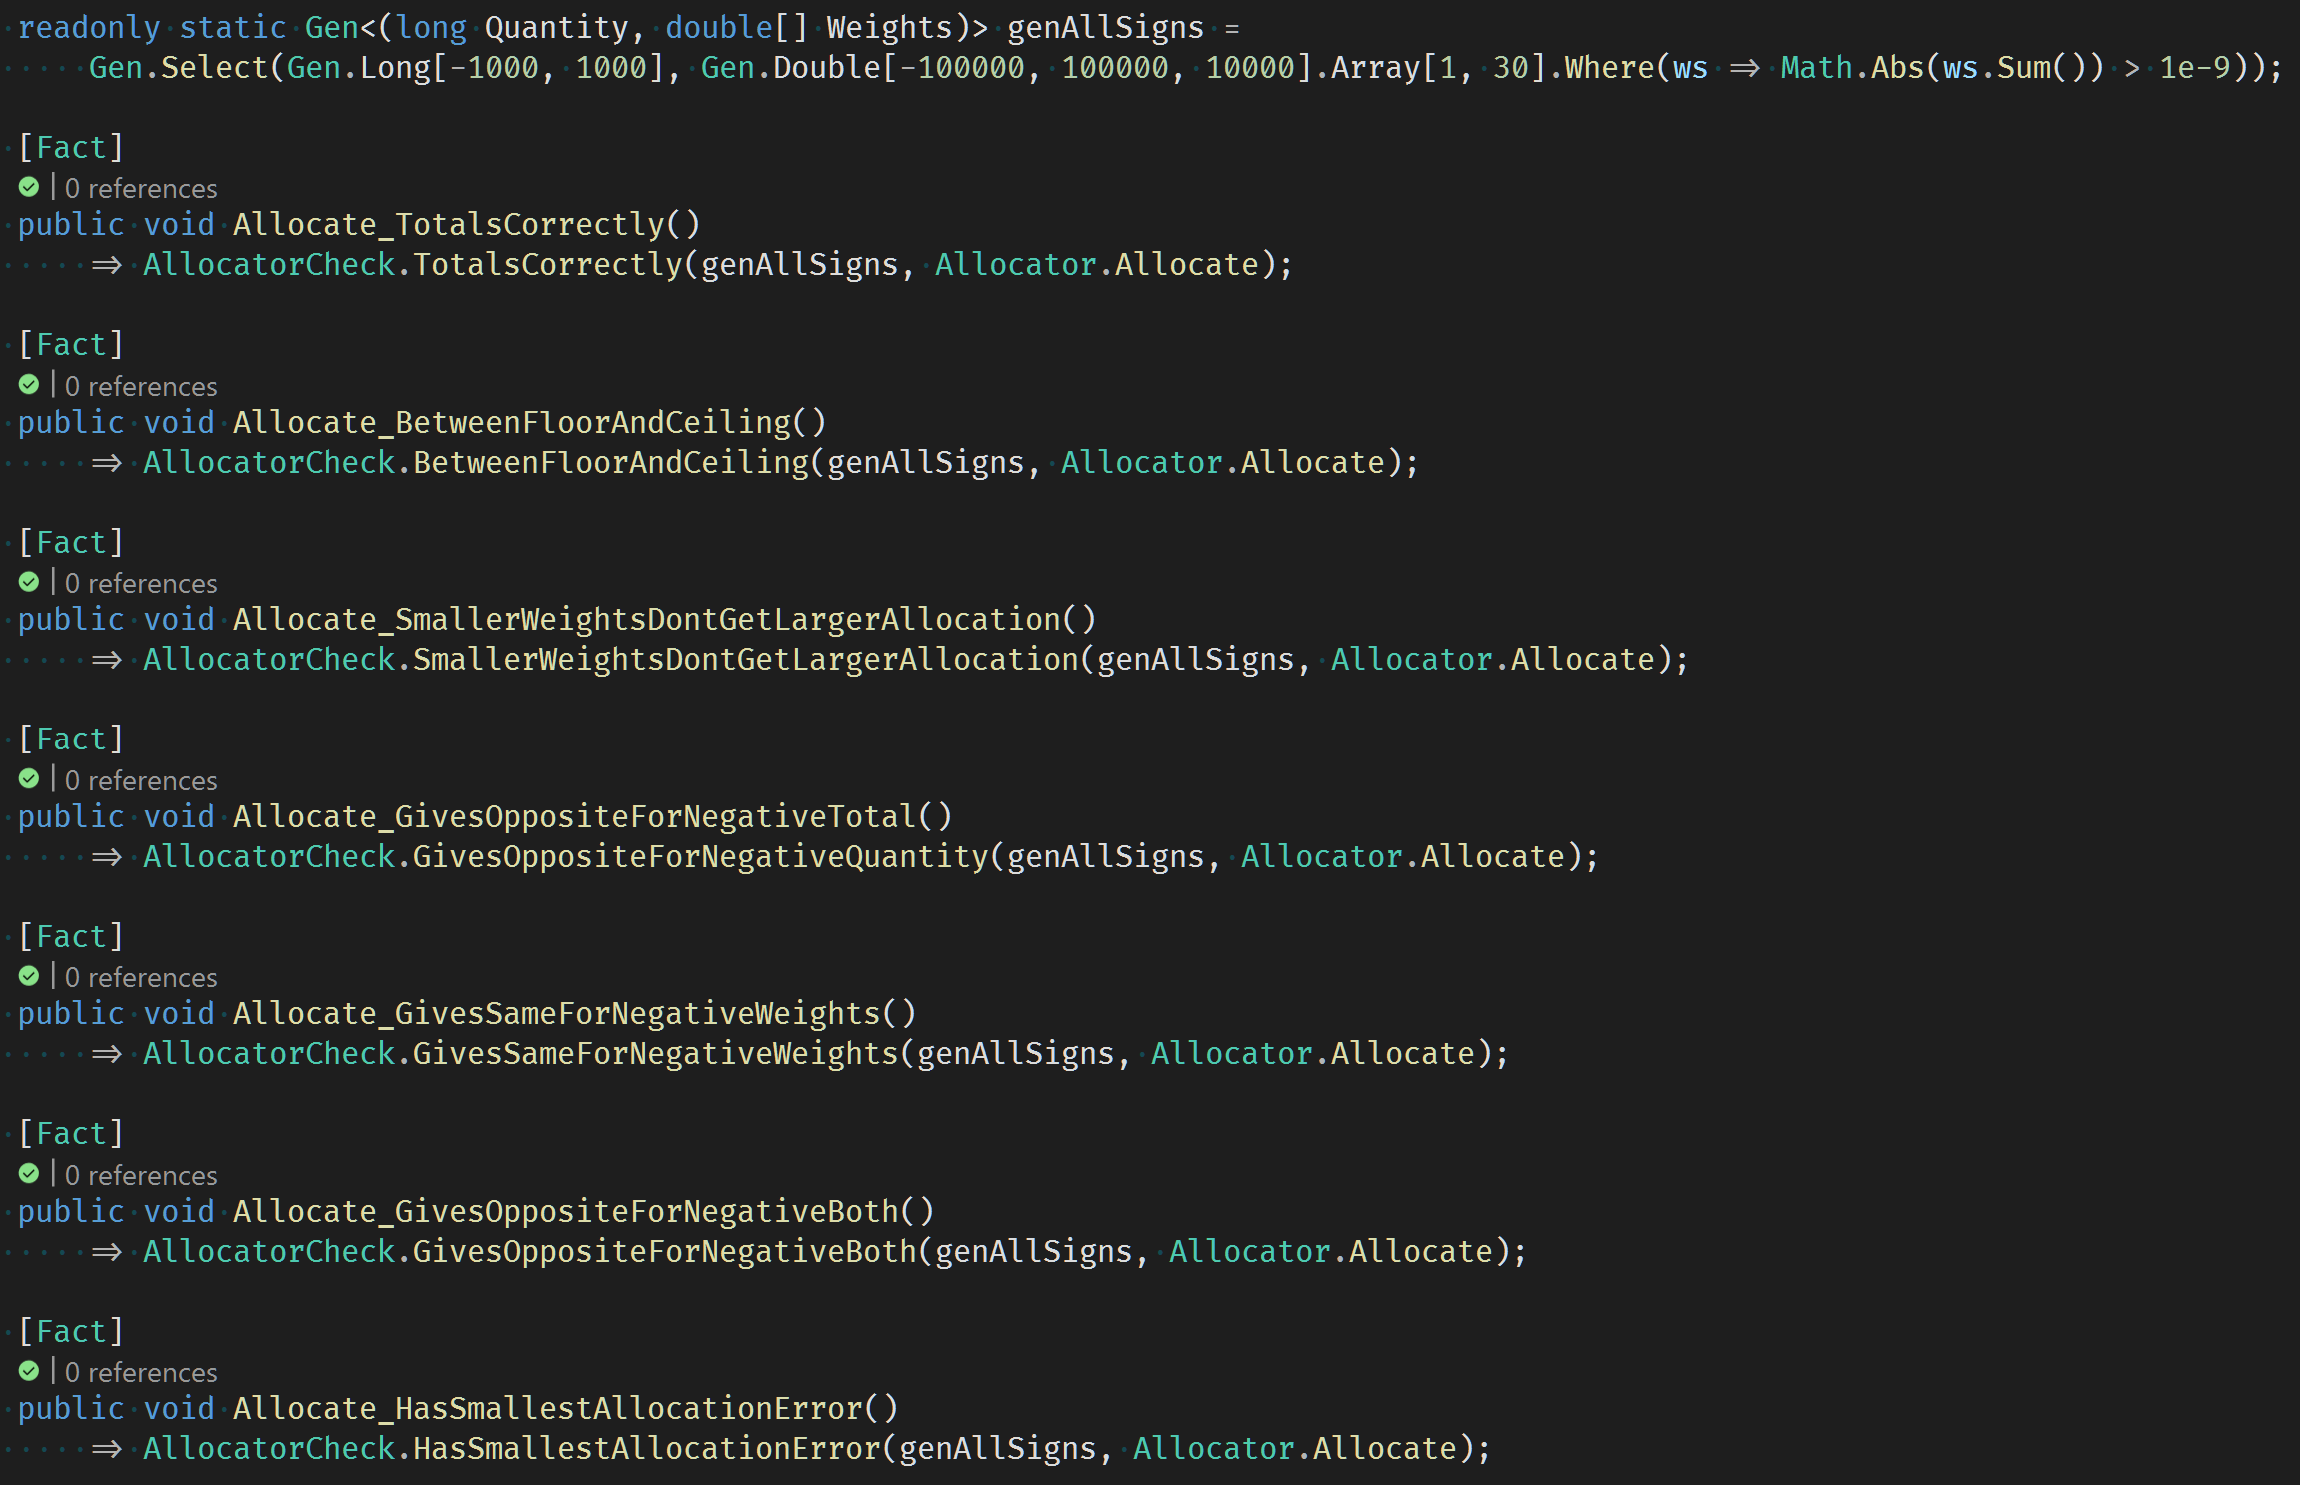 readonly static Gen<(long Quantity, double[] Weights)> genAllSigns =
Gen.Select(Gen.Long[-1000, 1000], Gen.Double[-100000, 100000, 10000].Array[1, 30].Where(ws => Math.Abs(ws.Sum()) > 1e-9));
[Fact]
0 references
public void Allocate_TotalsCorrectly()
=> AllocatorCheck.TotalsCorrectly(genAllSigns, Allocator.Allocate);
[Fact]
0 references
public void Allocate_BetweenFloorAndCeiling()
=> AllocatorCheck.BetweenFloorAndCeiling(genAllSigns, Allocator.Allocate);
[Fact]
0 references
public void Allocate_SmallerWeightsDontGetLargerAllocation()
=> AllocatorCheck.SmallerWeightsDontGetLargerAllocation(genAllSigns, Allocator.Allocate);
[Fact]
0 references
public void Allocate_GivesOppositeForNegativeTotal()
=> AllocatorCheck.GivesOppositeForNegativeQuantity(genAllSigns, Allocator.Allocate);
[Fact]
0 references
public void Allocate_GivesSameForNegativeWeights()
=> AllocatorCheck.GivesSameForNegativeWeights(genAllSigns, Allocator.Allocate);
[Fact]
0 references
public void Allocate_GivesOppositeForNegativeBoth()
=> AllocatorCheck.GivesOppositeForNegativeBoth(genAllSigns, Allocator.Allocate);
[Fact]
0 references
public void Allocate_HasSmallestAllocationError()
=> AllocatorCheck.HasSmallestAllocationError(genAllSigns, Allocator.Allocate);